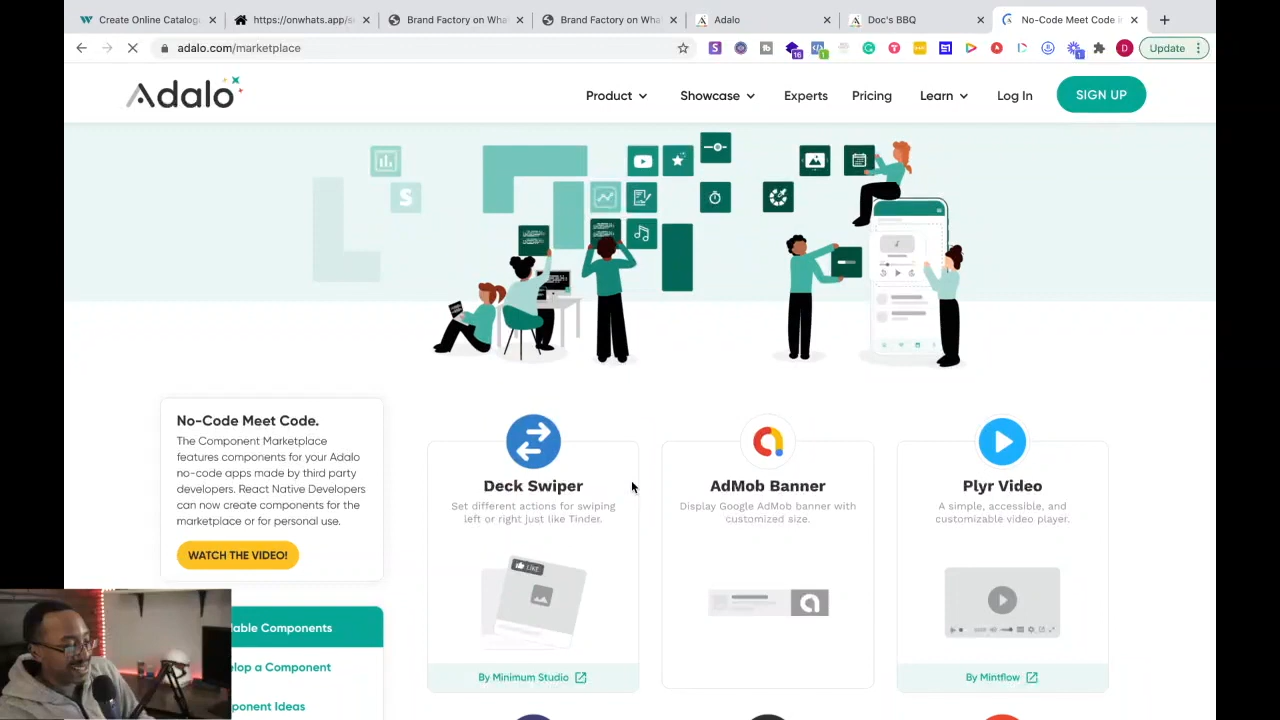 Create Online Catalogu
https://onwhats.app/s
Brand Factory on Wha
Brand Factory on Wha
Adalo
Doc's BBQ
No-Code Meet Code
adalo.com/marketplace
Update
Adalo
Product
Showcase
Experts
Pricing
Learn
Log In
SIGN UP
No-Code Meet Code.
The Component Marketplace
features components for your Adalo
no-code apps made by third party
developers. React Native Developers
can now create components for the
marketplace or for personal use.
WATCH THE VIDEO!
lable Components
elop a Component
ponent Ideas
Deck Swiper
Set different actions for swiping
left or right just like Tinder.
LIKE
By Minimum Studio
AdMob Banner
Display Google AdMob banner with
customized size.
Plyr Video
A simple, accessible, and
customizable video player.
By Mintflow